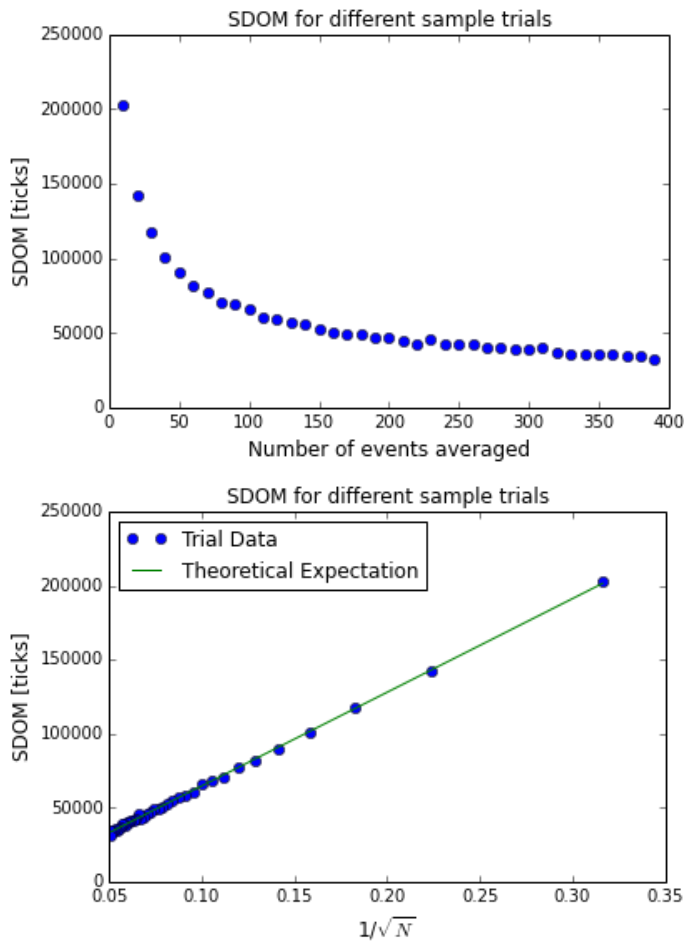 SDOM for different sample trials
250000
200000
150000
100000
50000
0
SDOM [ticks]
0 50 100 150 200 250 300 350 400
Number of events averaged
SDOM for different sample trials
250000
200000
150000
100000
50000
0
SDOM [ticks]
Trial Data
Theoretical Expectation
0.05 0.10 0.15 0.20 0.25 0.30 0.35
1/√N